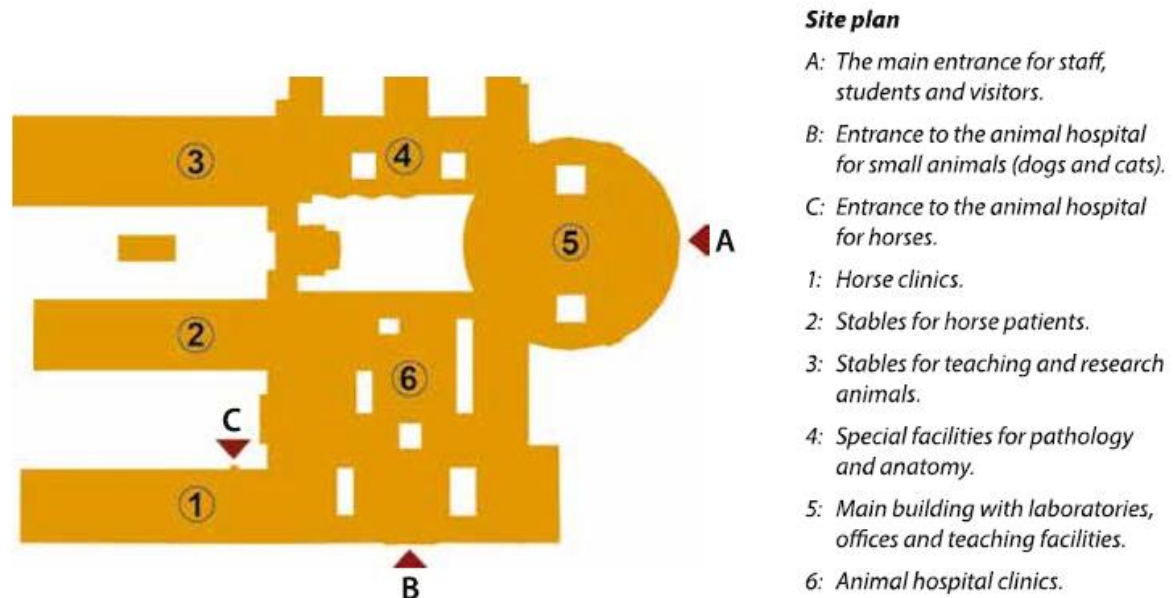 Site plan
A: The main entrance for staff,
students and visitors.
B: Entrance to the animal hospital
for small animals (dogs and cats).
C: Entrance to the animal hospital
for horses.
1: Horse clinics.
2: Stables for horse patients.
3: Stables for teaching and research
animals.
4: Special facilities for pathology
and anatomy.
5: Main building with laboratories,
offices and teaching facilities.
6: Animal hospital clinics.
3
4
5
A
2
6
C
1
B